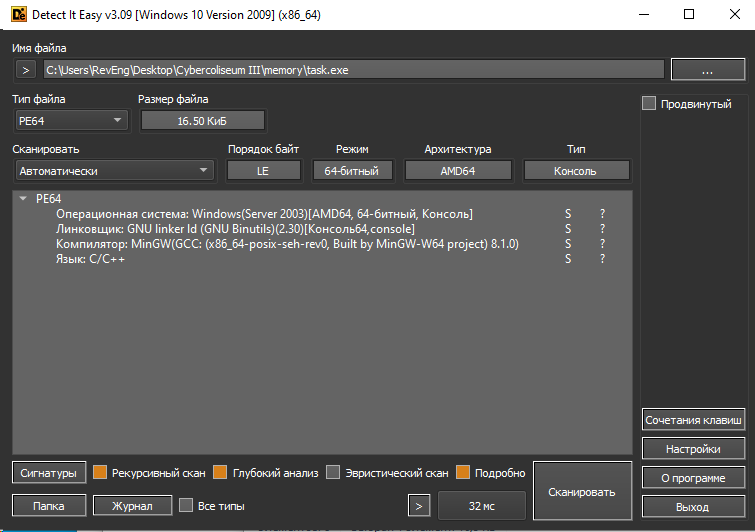 Detect It Easy v3.09 [Windows 10 Version 2009] (x86_64)
Имя файла
> C:\Users\RevEng\Desktop\Cybercoliseum III\memory\task.exe ...
Тип файла Размер файла Продвинутый
PE64 16.50 КиБ
Сканировать Порядок байт Режим Архитектура Тип
Автоматически LE 64-битный AMD64 Консоль
PE64
Операционная система: Windows(Server 2003)[AMD64, 64-битный, Консоль] S ?
Линковщик: GNU linker ld (GNU Binutils)(2.30)[Консоль64,console] S ?
Компилятор: MinGW(GCC: (x86_64-posix-seh-rev0, Built by MinGW-W64 project) 8.1.0) S ?
Язык: C/C++ S ?
Сочетания клавиш
Настройки
Сигнатуры Рекурсивный скан Глубокий анализ Эвристический скан Подробно Сканировать О программе
Папка Журнал Все типы > 32 мс Выход